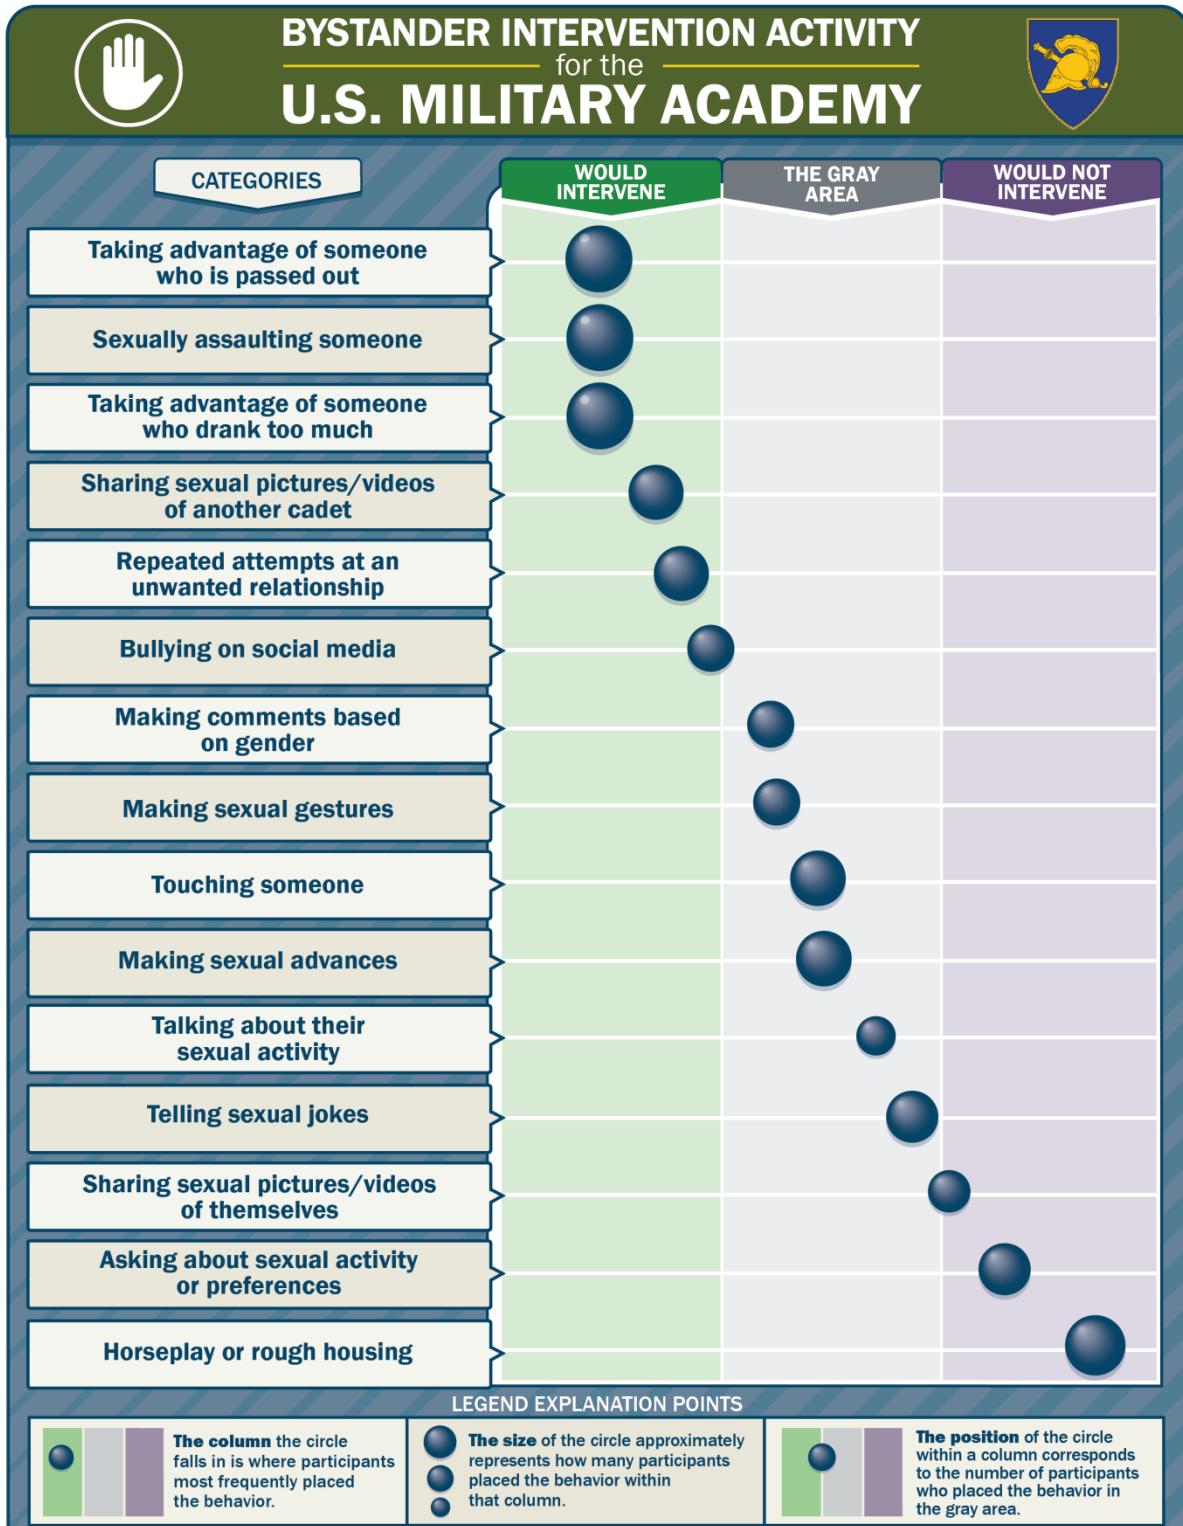 BYSTANDER INTERVENTION ACTIVITY
for the
U.S. MILITARY ACADEMY
CATEGORIES
WOULD
INTERVENE
THE GRAY
AREA
WOULD NOT
INTERVENE
Taking advantage of someone
who is passed out
Sexually assaulting someone
Taking advantage of someone
who drank too much
Sharing sexual pictures/videos
of another cadet
Repeated attempts at an
unwanted relationship
Bullying on social media
Making comments based
on gender
Making sexual gestures
Touching someone
Making sexual advances
Talking about their
sexual activity
Telling sexual jokes
Sharing sexual pictures/videos
of themselves
Asking about sexual activity
or preferences
Horseplay or rough housing
LEGEND EXPLANATION POINTS
The column the circle
falls in is where participants
most frequently placed
the behavior.
The size of the circle approximately
represents how many participants
placed the behavior within
that column.
The position of the circle
within a column corresponds
to the number of participants
who placed the behavior in
the gray area.